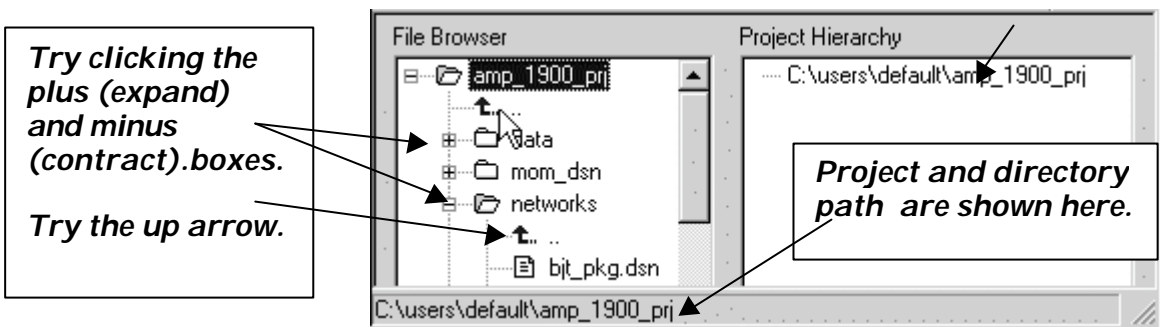 Try clicking the
plus (expand)
and minus
(contract).boxes.
Try the up arrow.
File Browser
amp_1900_prj
..
data
mom_dsn
networks
..
bjt_pkg.dsn
Project Hierarchy
C:\users\default\amp_1900_prj
Project and directory
path are shown here.
C:\users\default\amp_1900_prj